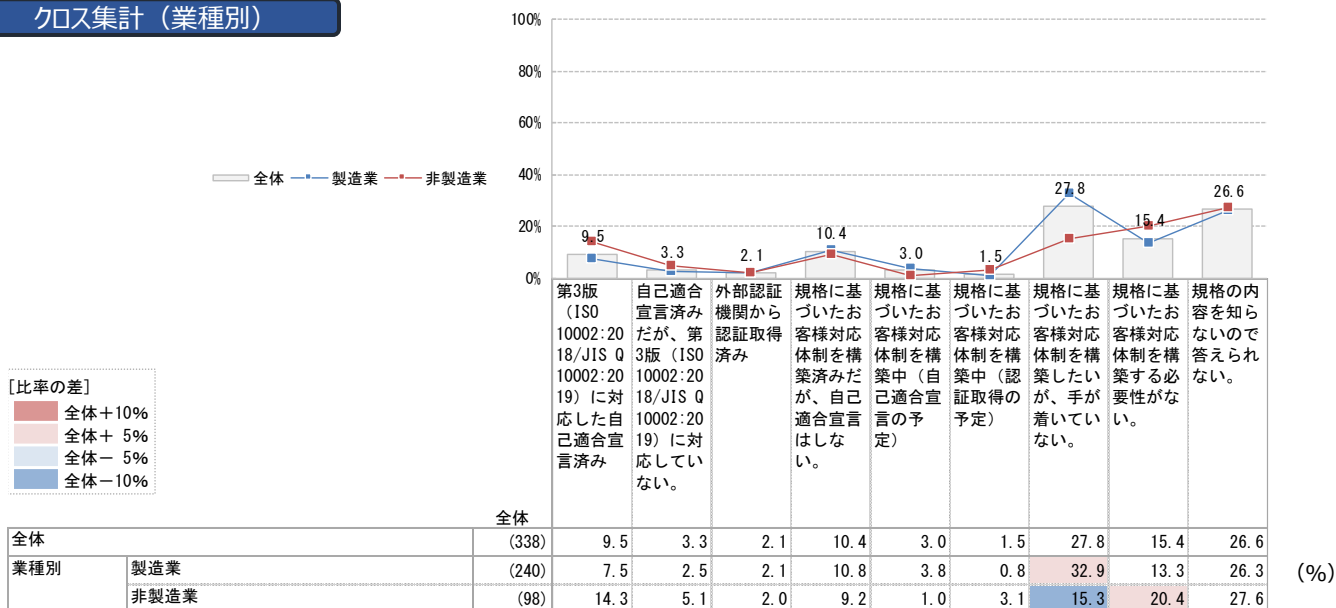 クロス集計（業種別）
100%
80%
60%
40%
20%
0%
全体 製造業 非製造業
9.5
3.3
2.1
10.4
3.0
1.5
27.8
15.4
26.6
第3版
（ISO
10002:20
18/JIS Q
10002:20
19）に対
応した自
己適合宣
言済み
自己適合
宣言済み
だが、第
3版（ISO
10002:20
18/JIS Q
10002:20
19）に対
応してい
ない。
外部認証
機関から
認証取得
済み
規格に基
づいたお
客様対応
体制を構
築済みだ
が、自己
適合宣言
はしな
い。
規格に基
づいたお
客様対応
体制を構
築中（自
己適合宣
言の予
定）
規格に基
づいたお
客様対応
体制を構
築中（認
証取得の
予定）
規格に基
づいたお
客様対応
体制を構
築したい
が、手が
着いてい
ない。
規格に基
づいたお
客様対応
体制を構
築する必
要性がな
い。
規格の内
容を知ら
ないので
答えられ
ない。
[比率の差]
全体＋10%
全体＋ 5%
全体－ 5%
全体－10%
全体
全体 (338) 9.5 3.3 2.1 10.4 3.0 1.5 27.8 15.4 26.6
業種別 製造業 (240) 7.5 2.5 2.1 10.8 3.8 0.8 32.9 13.3 26.3
非製造業 (98) 14.3 5.1 2.0 9.2 1.0 3.1 15.3 20.4 27.6
(%)